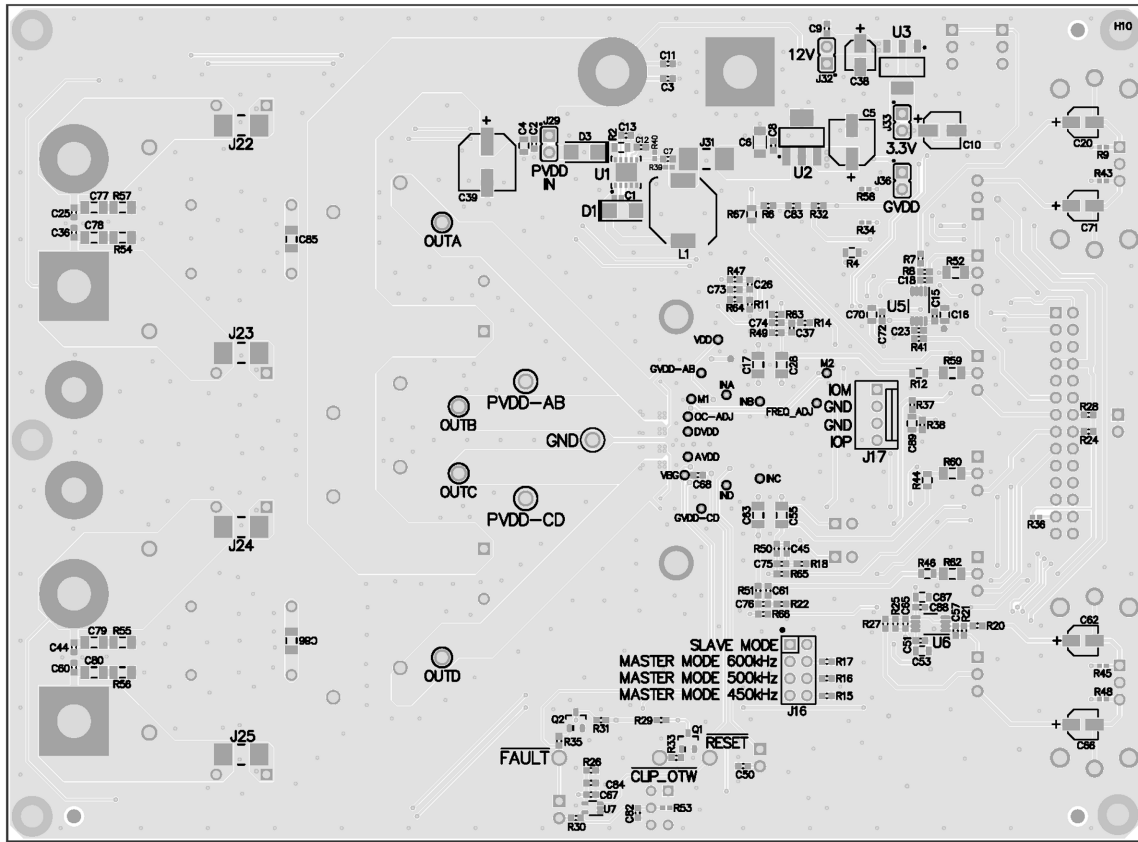 H10
C9
U3
12V
J32
C38
C11
C3
J22
C4
C2
J29
D3
R2
C13
C12
R40
C7
R39
J31
C6
C8
U2
C5
J33
3.3V
C10
C20
R9
R43
C39
PVDD
IN
U1
C1
D1
L1
J36
GVDD
R58
R34
C71
C77
R57
C25
C36
C78
R54
C85
OUTA
R67
R6
C83
R32
R4
R7
R8
C18
R52
R47
C73
C26
R64
R11
U5
C15
C16
C70
C72
C23
R41
R63
C74
R14
R49
C37
J23
VDD
GVDD-AB
C17
C28
M2
R12
R59
PVDD-AB
M1
INA
INB
FREQ_ADJ
IOM
GND
GND
IOP
J17
R37
R38
C89
R28
R24
OUTB
OC-ADJ
DVDD
GND
AVDD
VBG
C68
IND
INC
R44
R60
OUTC
PVDD-CD
GVDD-CD
C63
C55
R36
J24
R50
C45
C75
R18
R65
R46
R62
R51
C61
C76
R22
R66
C87
C88
R27
R25
C65
C57
R21
R20
C51
C53
U6
C62
C79
R55
C44
C60
C80
R56
C86
OUTD
SLAVE MODE
MASTER MODE 600kHz
R17
MASTER MODE 500kHz
R16
MASTER MODE 450kHz
R15
J16
R45
R48
C66
J25
Q2
R31
R29
Q1
R35
R33
FAULT
RESET
CLIP_OTW
C50
R26
C84
C67
U7
R30
C82
R53